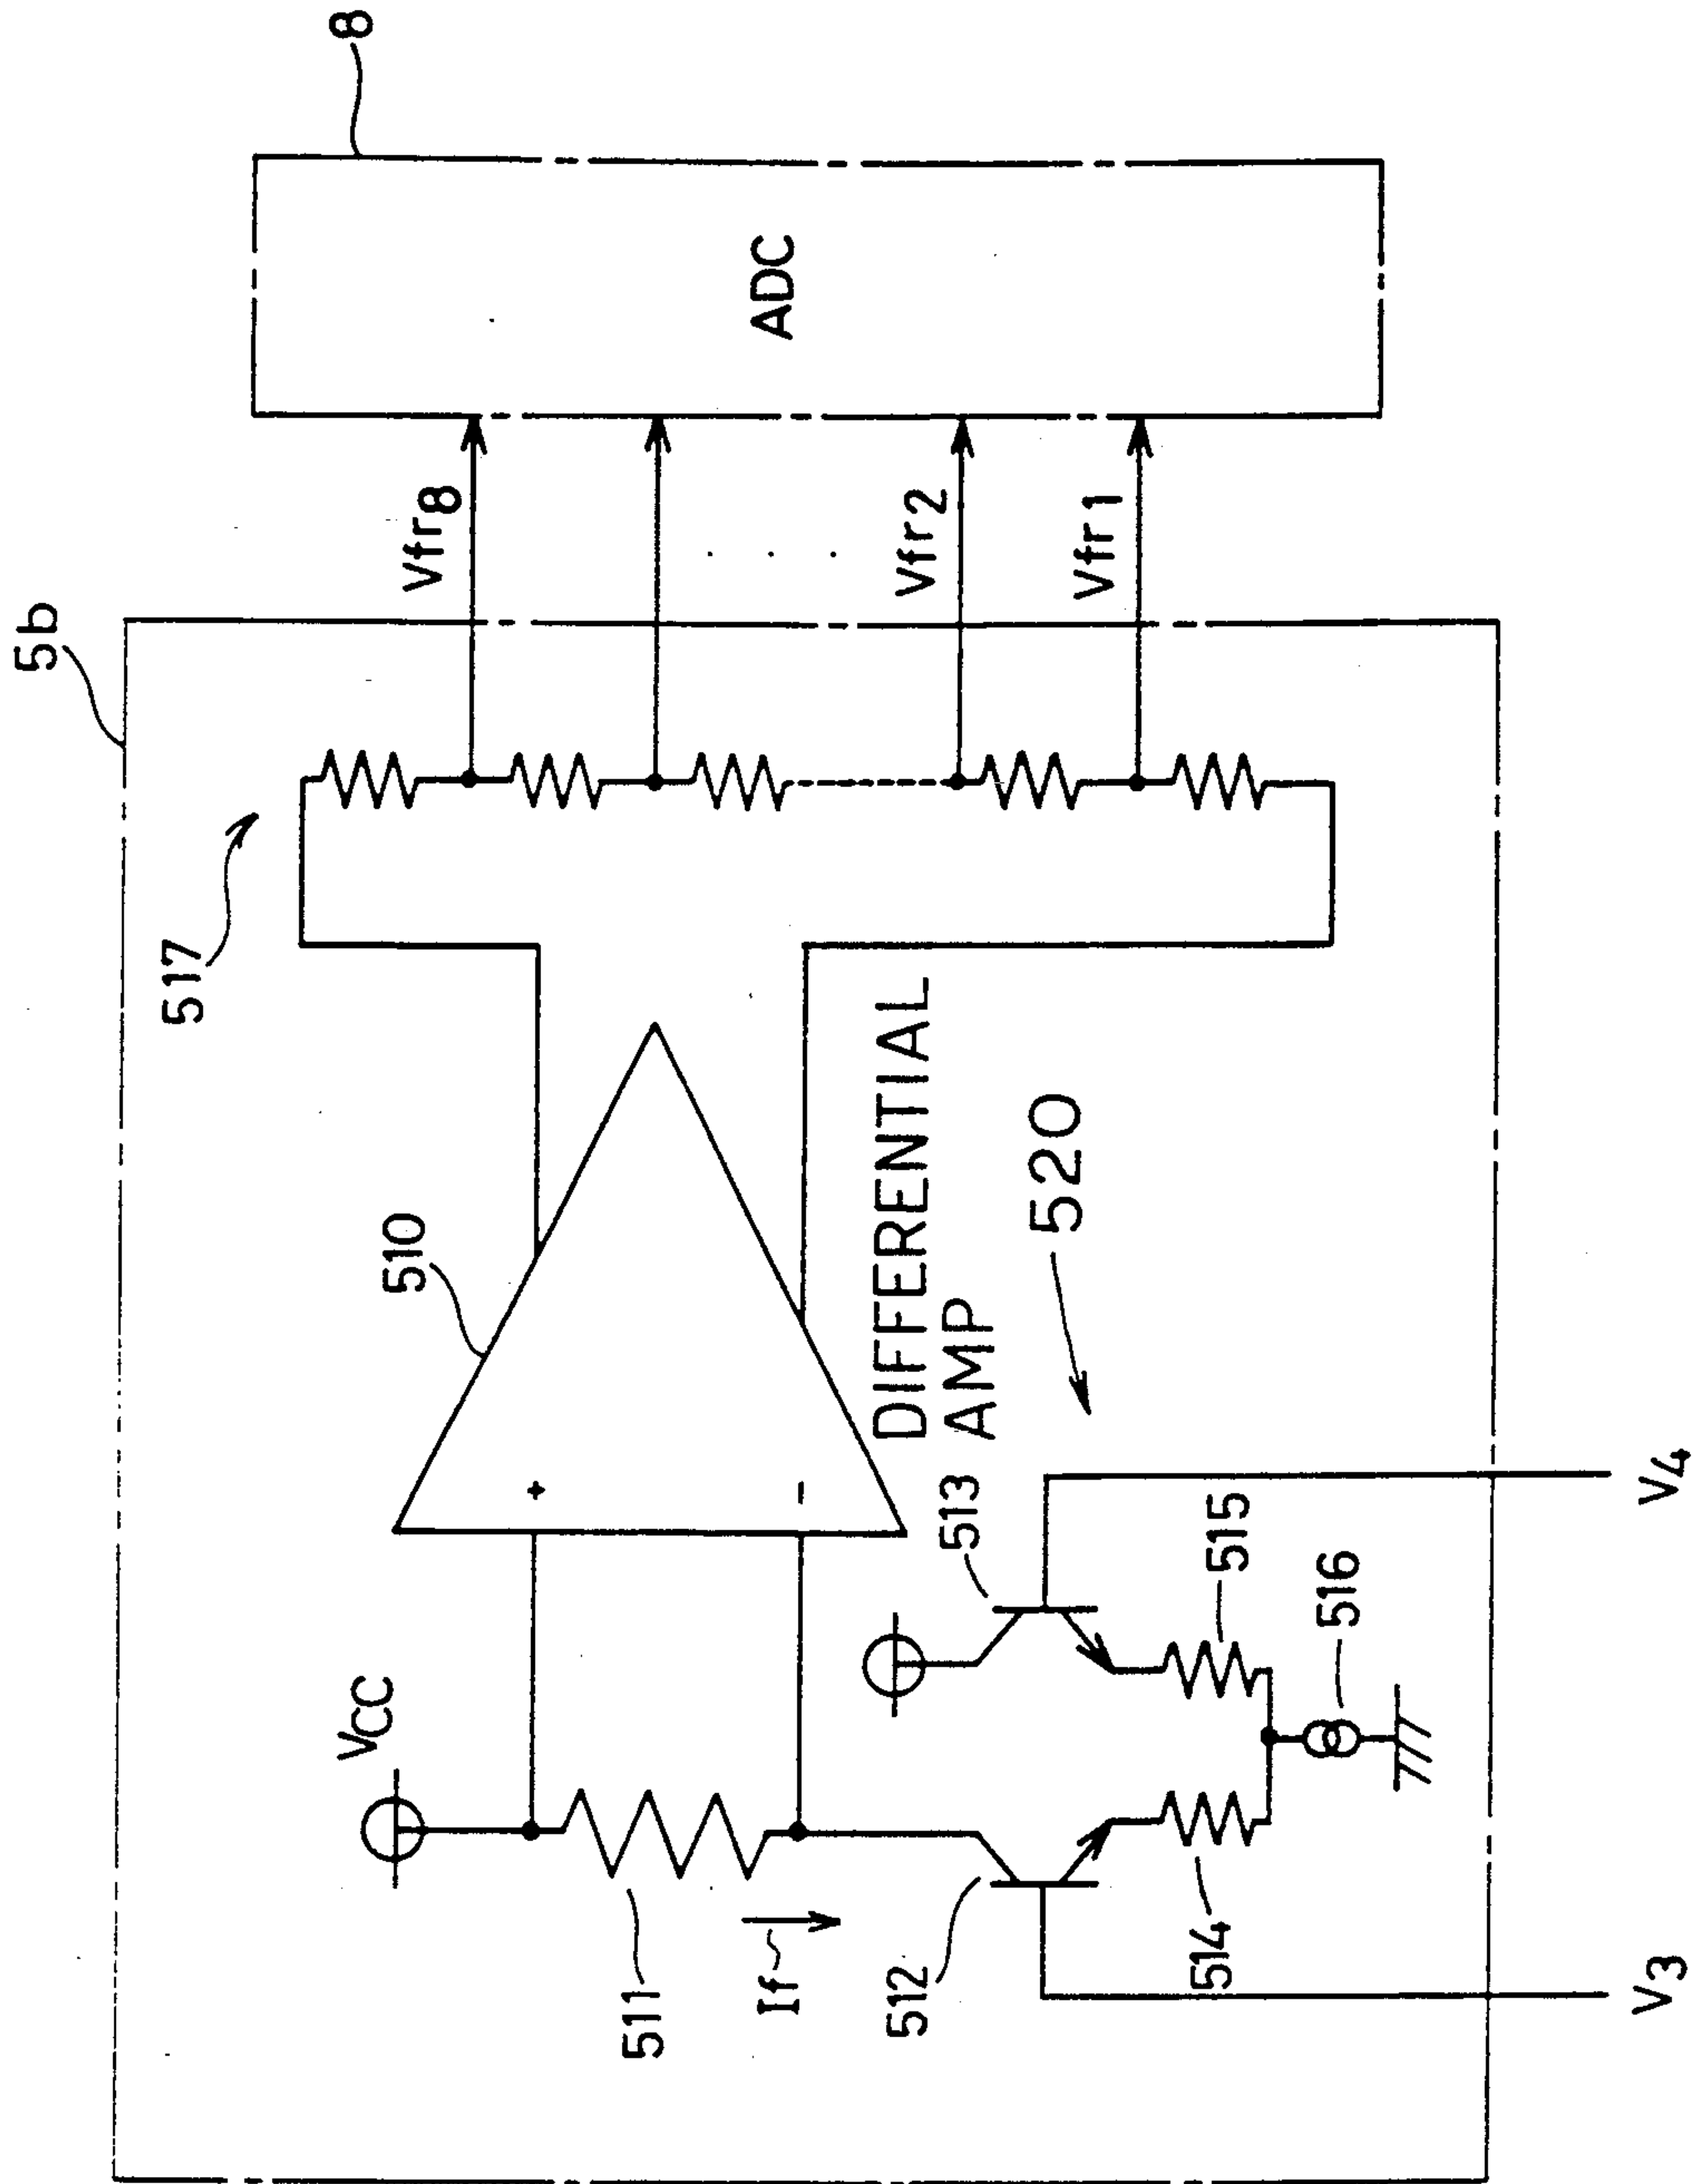 5b
8
517
510
VCC
Vfr8
Vfr2
Vfr1
. . . .
ADC
+
-
511
If
DIFFERENTIAL
AMP
520
512
513
514
515
516
V3
V4